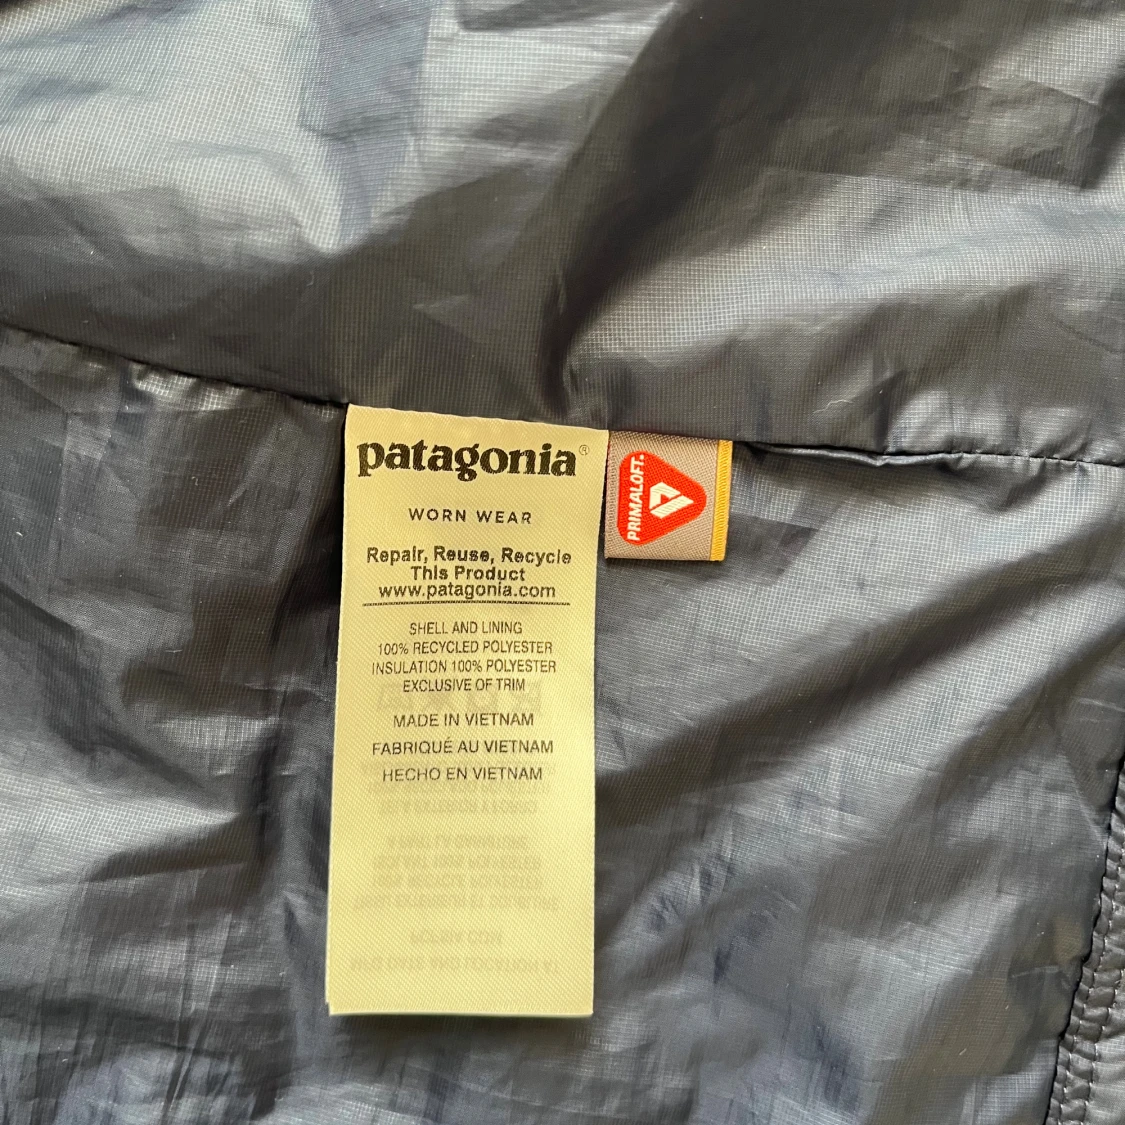 patagonia®
WORN WEAR
Repair, Reuse, Recycle
This Product
www.patagonia.com
SHELL AND LINING
100% RECYCLED POLYESTER
INSULATION 100% POLYESTER
EXCLUSIVE OF TRIM
MADE IN VIETNAM
FABRIQUÉ AU VIETNAM
HECHO EN VIETNAM
PRIMALOFT.